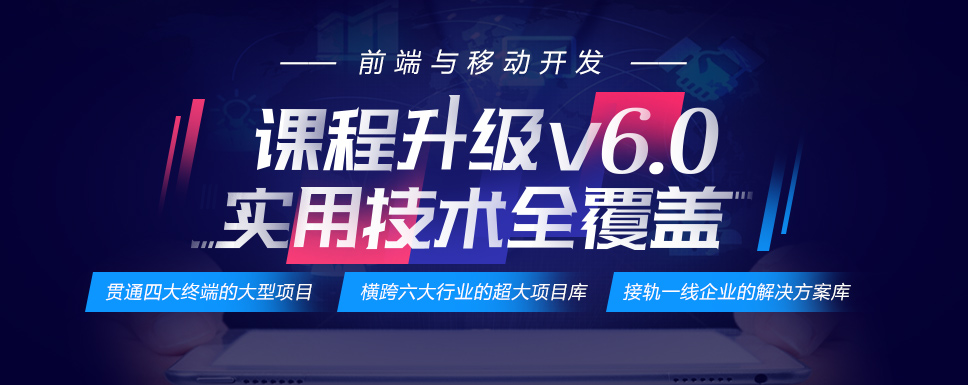 前端与移动开发
课程升级v6.0
实用技术全覆盖
贯通四大终端的大型项目
横跨六大行业的超大项目库
接轨一线企业的解决方案库